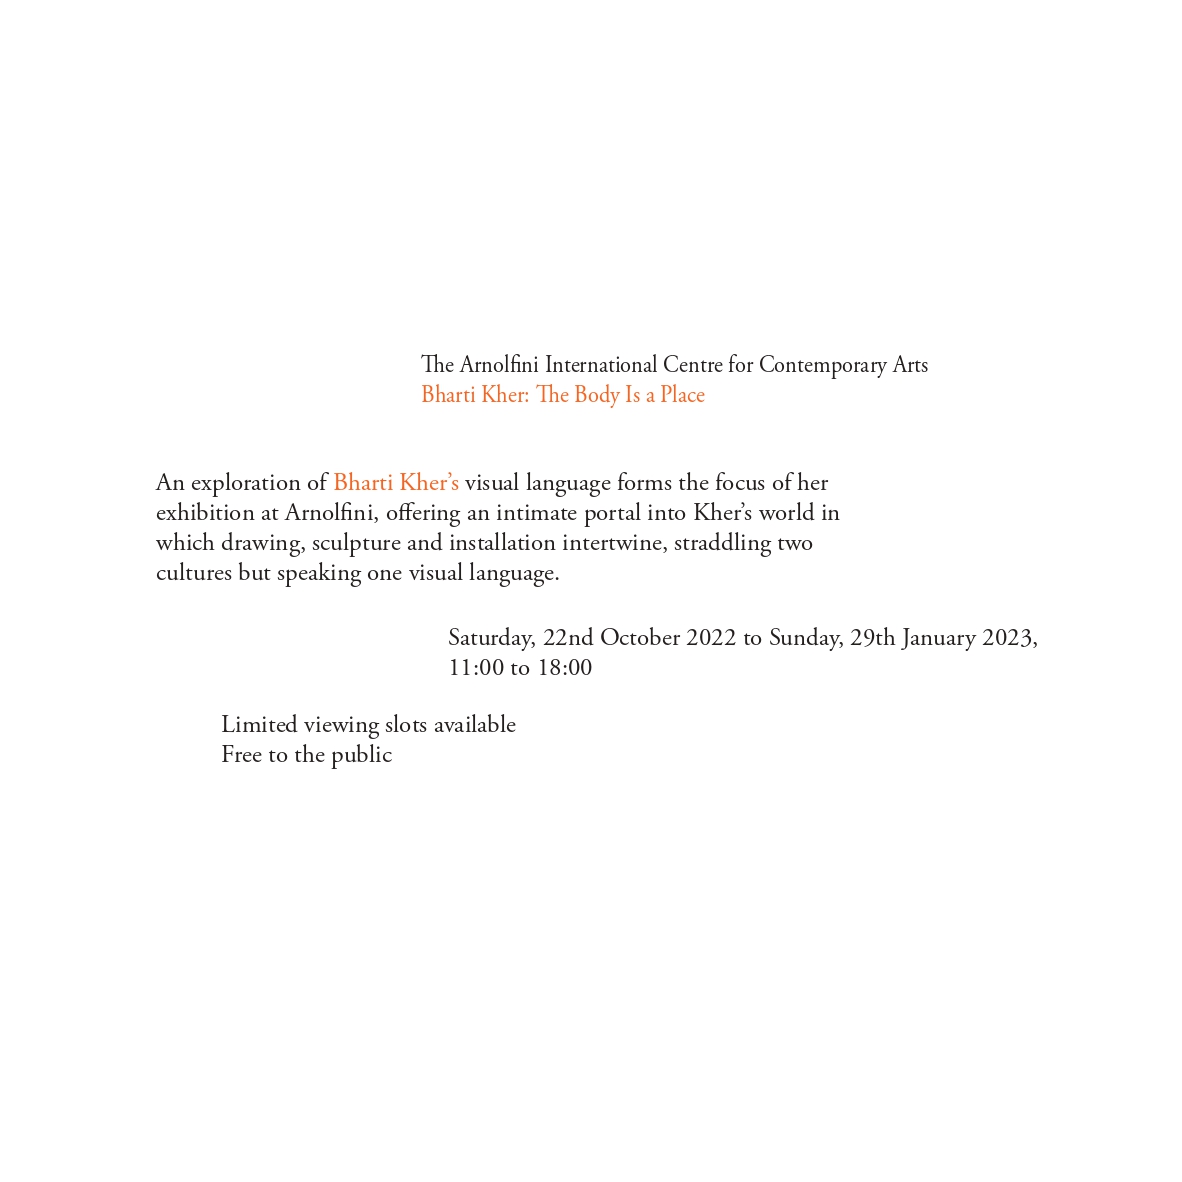 The Arnolfini International Centre for Contemporary Arts
Bharti Kher: The Body Is a Place
An exploration of Bharti Kher’s visual language forms the focus of her
exhibition at Arnolfini, offering an intimate portal into Kher’s world in
which drawing, sculpture and installation intertwine, straddling two
cultures but speaking one visual language.
Saturday, 22nd October 2022 to Sunday, 29th January 2023,
11:00 to 18:00
Limited viewing slots available
Free to the public